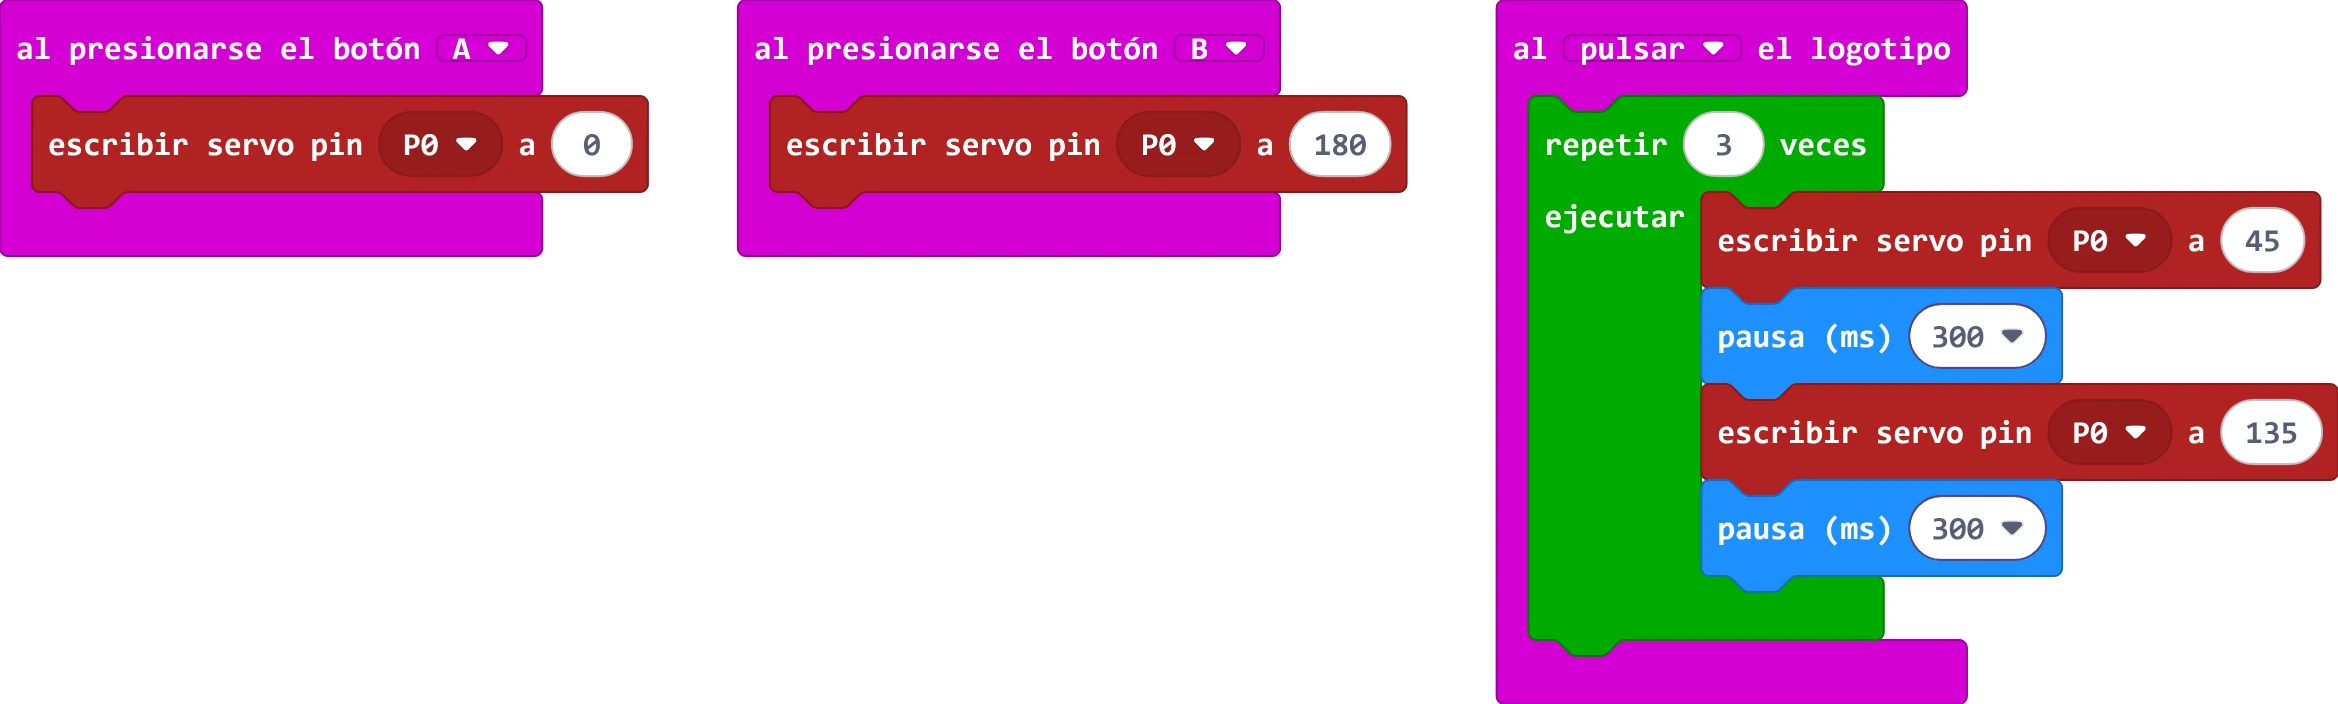 al presionarse el botón A
escribir servo pin P0 a 0
al presionarse el botón B
escribir servo pin P0 a 180
al pulsar el logotipo
repetir 3 veces
ejecutar
escribir servo pin P0 a 45
pausa (ms) 300
escribir servo pin P0 a 135
pausa (ms) 300